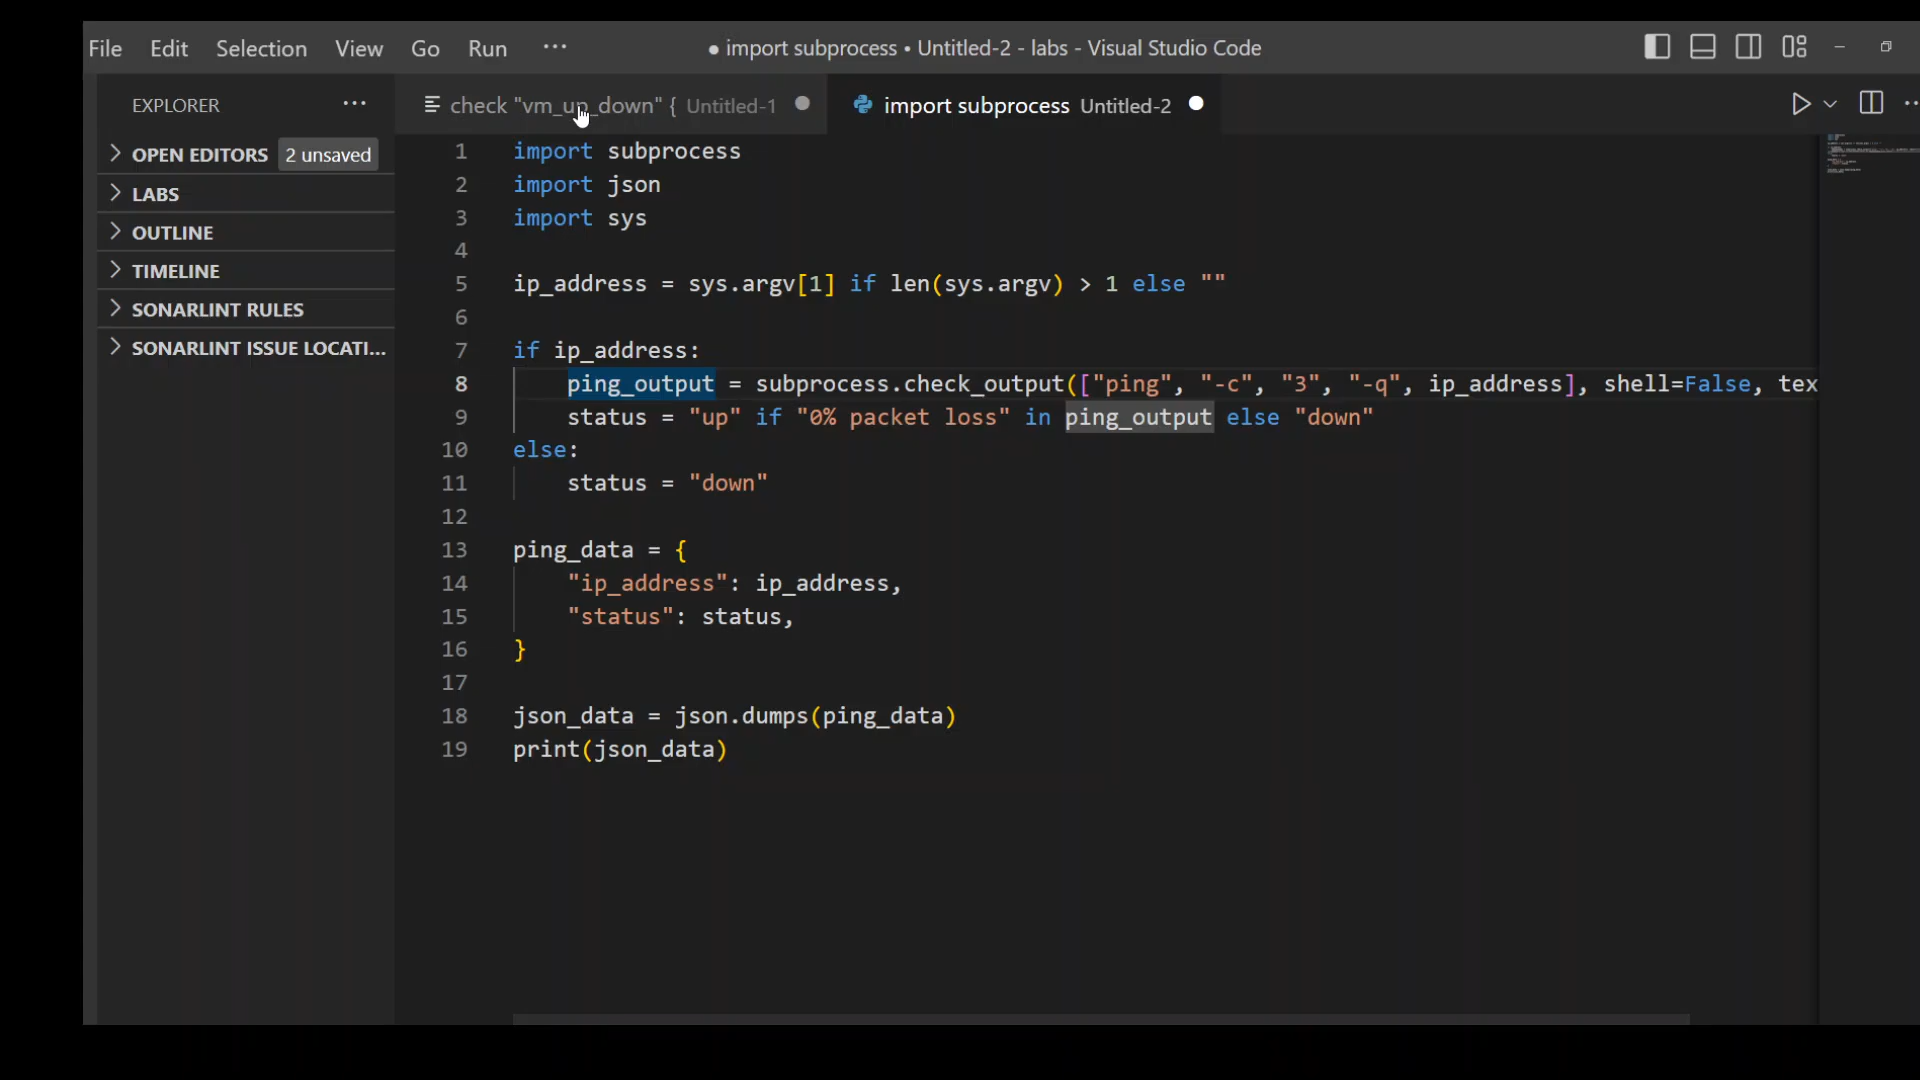 File Edit Selection View Go Run ··· ● import subprocess • Untitled-2 - labs - Visual Studio Code
EXPLORER ···
check "vm_up_down" { Untitled-1 ●
import subprocess Untitled-2 ●
OPEN EDITORS 2 unsaved
LABS
OUTLINE
TIMELINE
SONARLINT RULES
SONARLINT ISSUE LOCATI...
1 import subprocess
2 import json
3 import sys
4
5 ip_address = sys.argv[1] if len(sys.argv) > 1 else ""
6
7 if ip_address:
8     ping_output = subprocess.check_output(["ping", "-c", "3", "-q", ip_address], shell=False, tex
9     status = "up" if "0% packet loss" in ping_output else "down"
10 else:
11     status = "down"
12
13 ping_data = {
14     "ip_address": ip_address,
15     "status": status,
16 }
17
18 json_data = json.dumps(ping_data)
19 print(json_data)